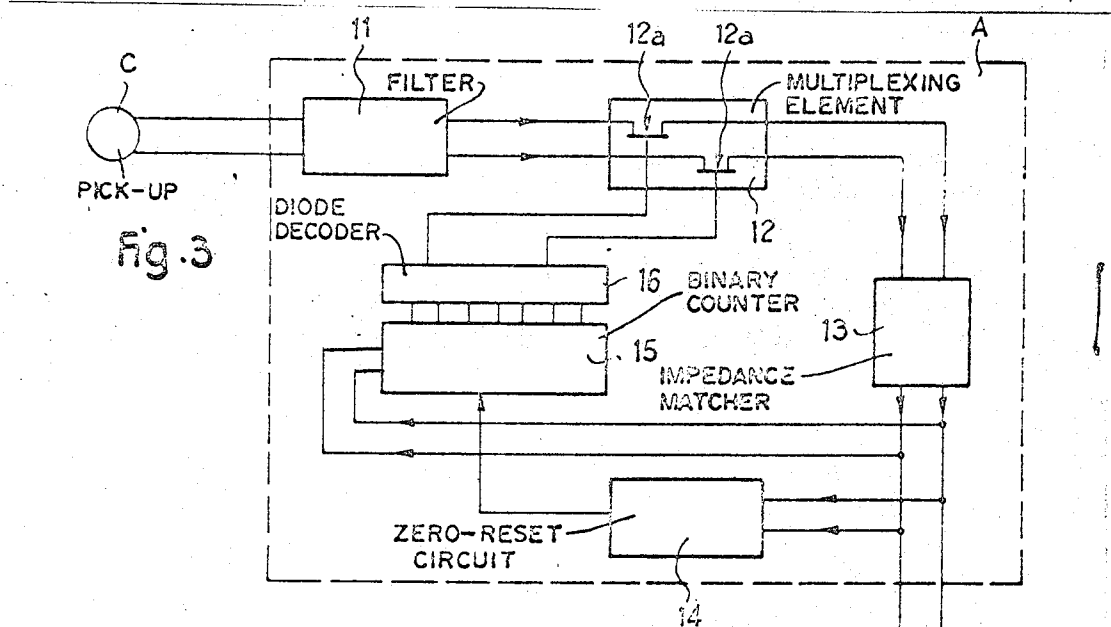 11
12a
12a
A
C
FILTER
MULTIPLEXING
ELEMENT
PICK-UP
DIODE
DECODER
12
Fig.3
16
BINARY
COUNTER
13
15
IMPEDANCE
MATCHER
ZERO-RESET
CIRCUIT
14